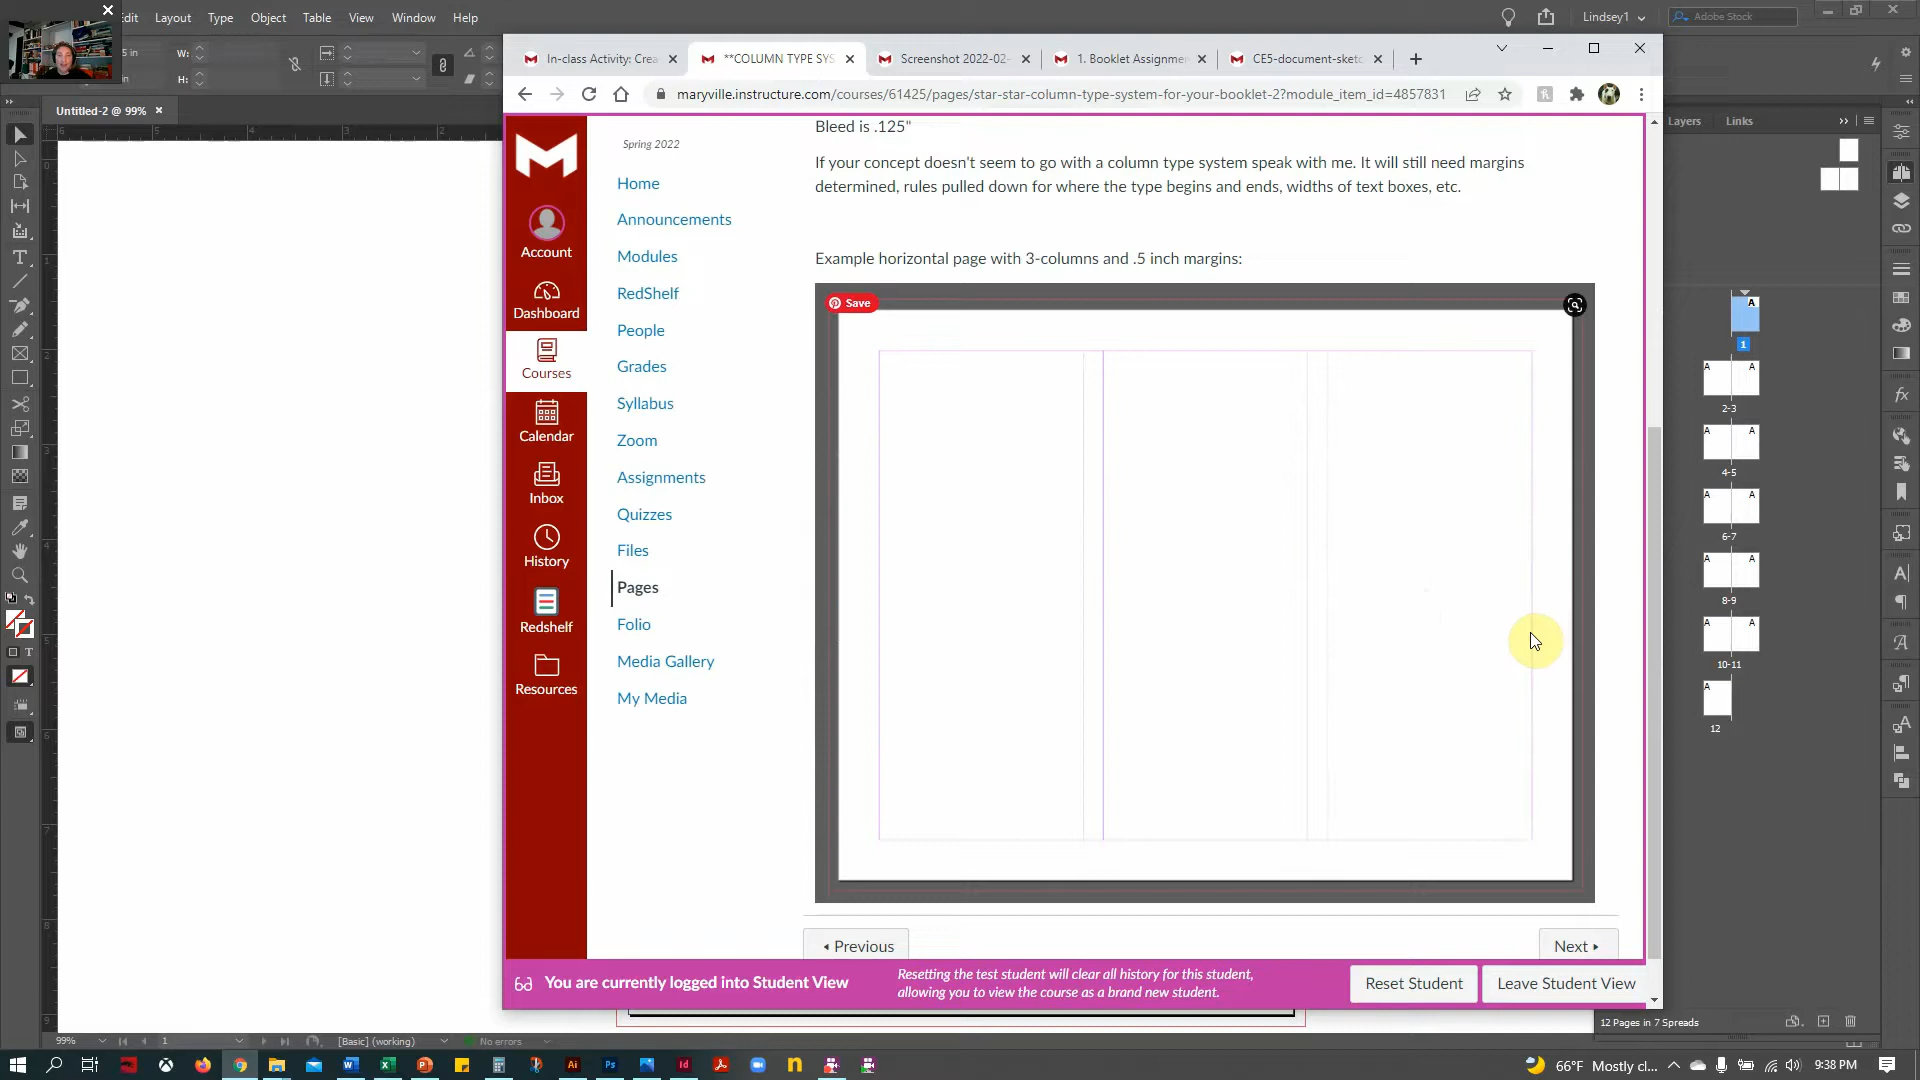 Edit Type Object Table View Window Help
Lindsey1
Adobe Stock
W:
H:
Untitled-2 @ 99%
In-class Activity: Crea
**COLUMN TYPE SYS
Screenshot 2022-02-
1. Booklet Assignmen
CE5-document-sketc
maryville.instructure.com/courses/61425/pages/star-star-column-type-system-for-your-booklet-2?module_item_id=4857831
Layers
Links
Spring 2022
Home
Announcements
Modules
RedShelf
People
Grades
Syllabus
Zoom
Assignments
Quizzes
Files
Pages
Folio
Media Gallery
My Media
Account
Dashboard
Courses
Calendar
Inbox
History
Redshelf
Resources
Bleed is .125"
If your concept doesn't seem to go with a column type system speak with me. It will still need margins
determined, rules pulled down for where the type begins and ends, widths of text boxes, etc.
Example horizontal page with 3-columns and .5 inch margins:
Save
Previous
Next
You are currently logged into Student View
Resetting the test student will clear all history for this student,
allowing you to view the course as a brand new student.
Reset Student
Leave Student View
A
1
A A
2-3
A A
4-5
A A
6-7
A A
8-9
A A
10-11
A
12
12 Pages in 7 Spreads
99%
1
[Basic] (working)
No errors
66°F Mostly cl...
9:38 PM